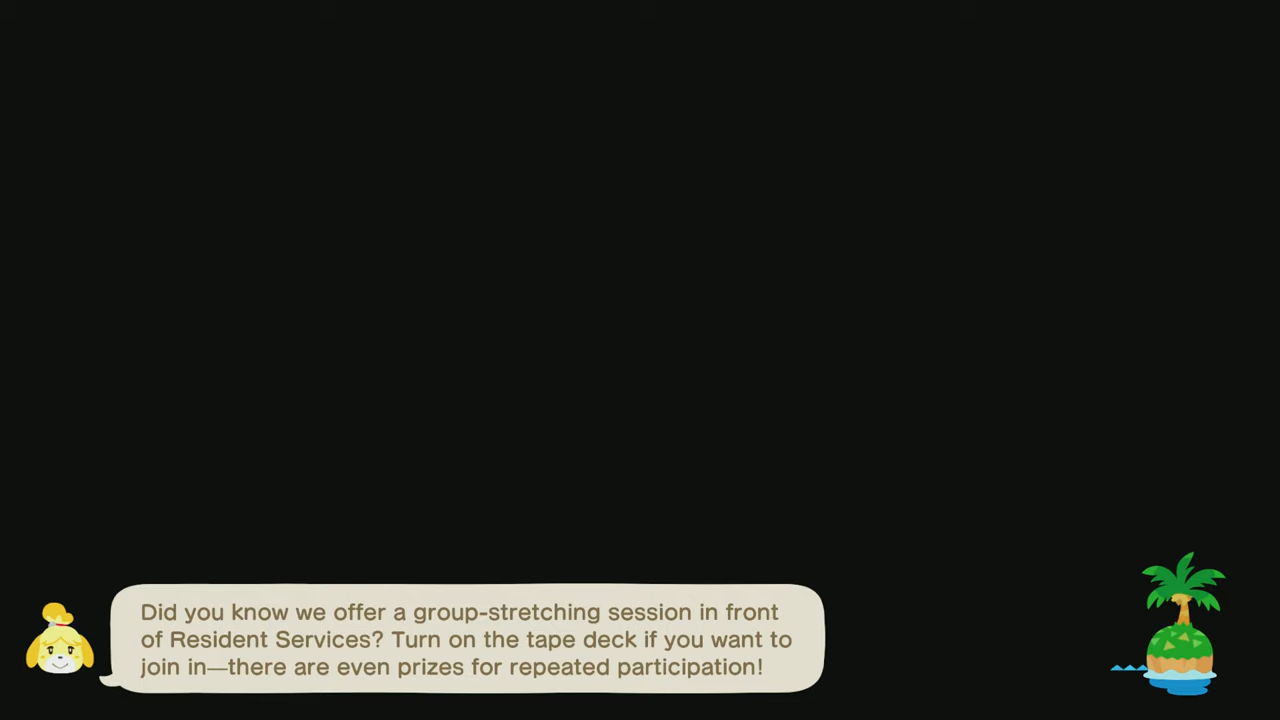 Did you know we offer a group-stretching session in front
of Resident Services? Turn on the tape deck if you want to
join in—there are even prizes for repeated participation!